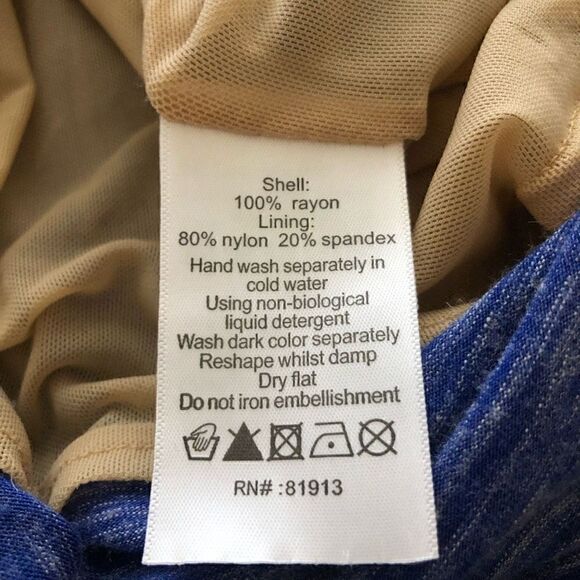 Shell:
100% rayon
Lining:
80% nylon 20% spandex
Hand wash separately in
cold water
Using non-biological
liquid detergent
Wash dark color separately
Reshape whilst damp
Dry flat
Do not iron embellishment
RN# :81913